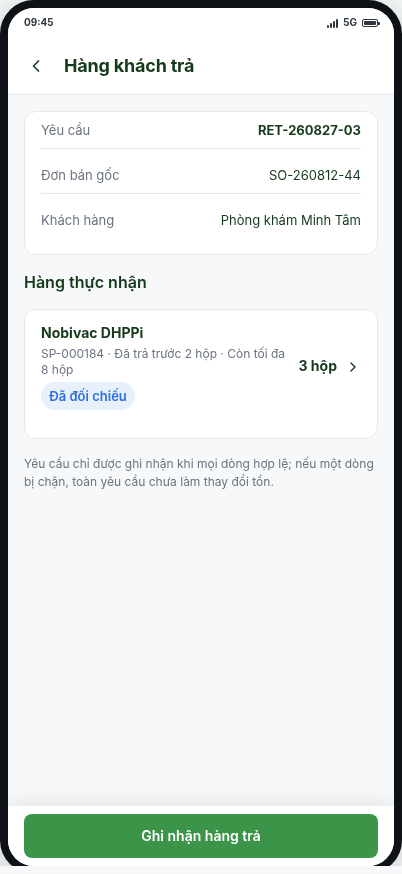 09:45 5G
Hàng khách trả
Yêu cầu RET-260827-03
Đơn bán gốc SO-260812-44
Khách hàng Phòng khám Minh Tâm
Hàng thực nhận
Nobivac DHPPi
SP-000184 · Đã trả trước 2 hộp · Còn tối đa
8 hộp
3 hộp
Đã đối chiếu
Yêu cầu chỉ được ghi nhận khi mọi dòng hợp lệ; nếu một dòng
bị chặn, toàn yêu cầu chưa làm thay đổi tồn.
Ghi nhận hàng trả